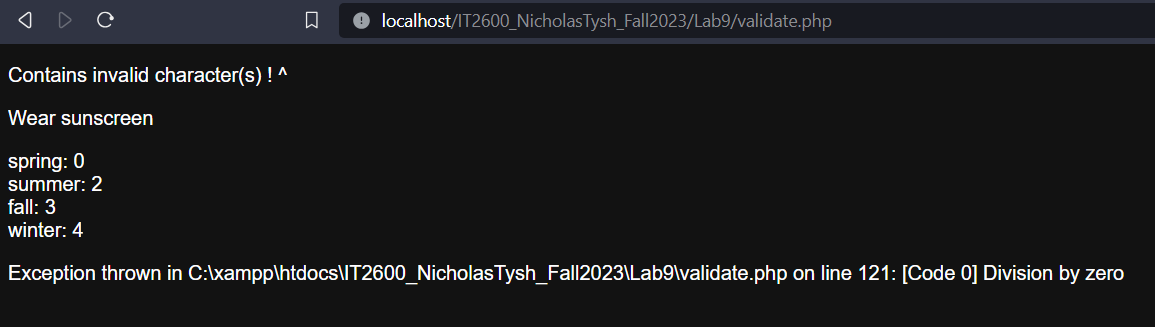 localhost/IT2600_NicholasTysh_Fall2023/Lab9/validate.php
Contains invalid character(s) ! ^
Wear sunscreen
spring: 0
summer: 2
fall: 3
winter: 4
Exception thrown in C:\xampp\htdocs\IT2600_NicholasTysh_Fall2023\Lab9\validate.php on line 121: [Code 0] Division by zero